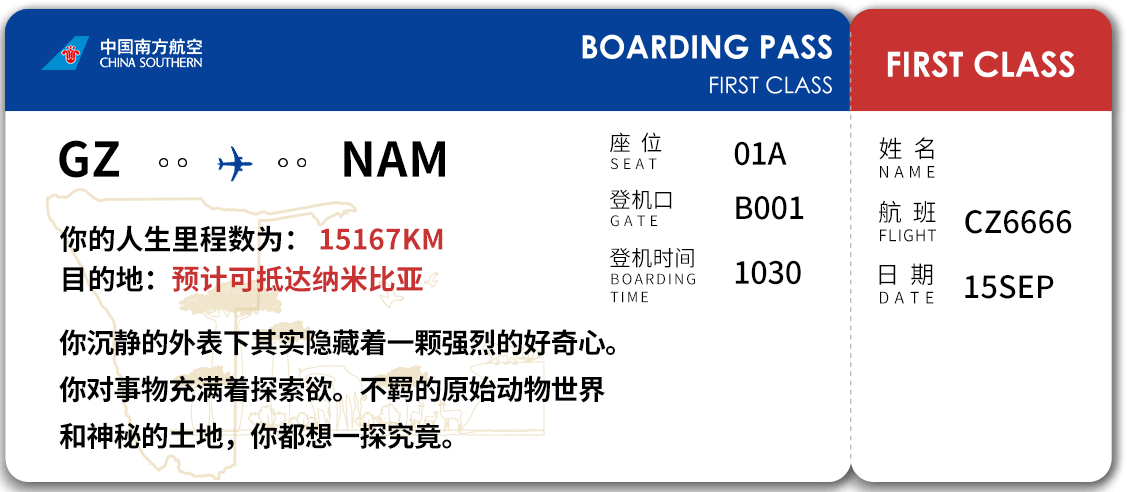 中国南方航空
CHINA SOUTHERN
BOARDING PASS
FIRST CLASS
GZ NAM
你的人生里程数为： 15167KM
目的地：预计可抵达纳米比亚
你沉静的外表下其实隐藏着一颗强烈的好奇心。
你对事物充满着探索欲。不羁的原始动物世界
和神秘的土地，你都想一探究竟。
座 位 01A
SEAT
登机口 B001
GATE
登机时间 1030
BOARDING
TIME
FIRST CLASS
姓 名
NAME
航 班 CZ6666
FLIGHT
日 期 15SEP
DATE